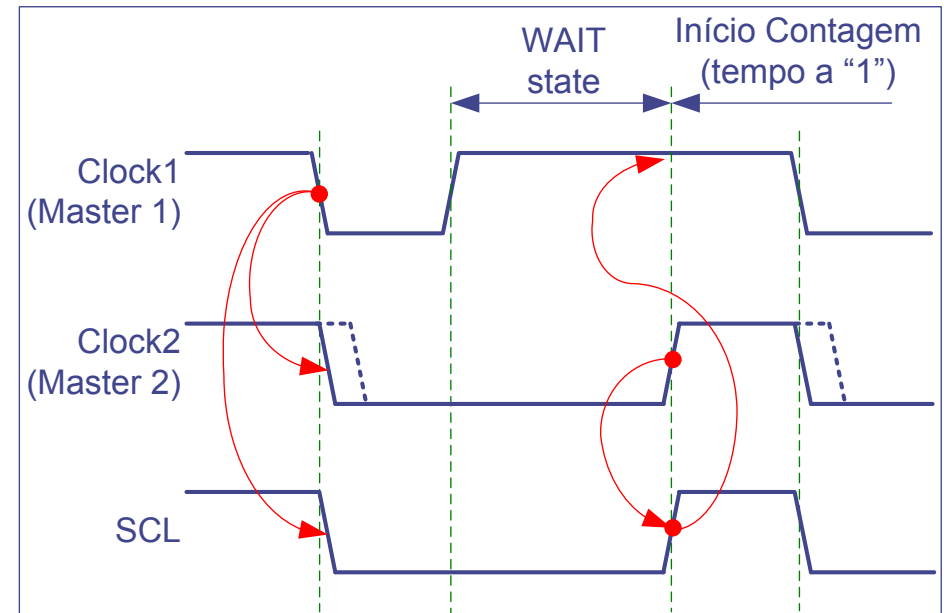 WAIT
state
Início Contagem
(tempo a “1”)
Clock1
(Master 1)
Clock2
(Master 2)
SCL